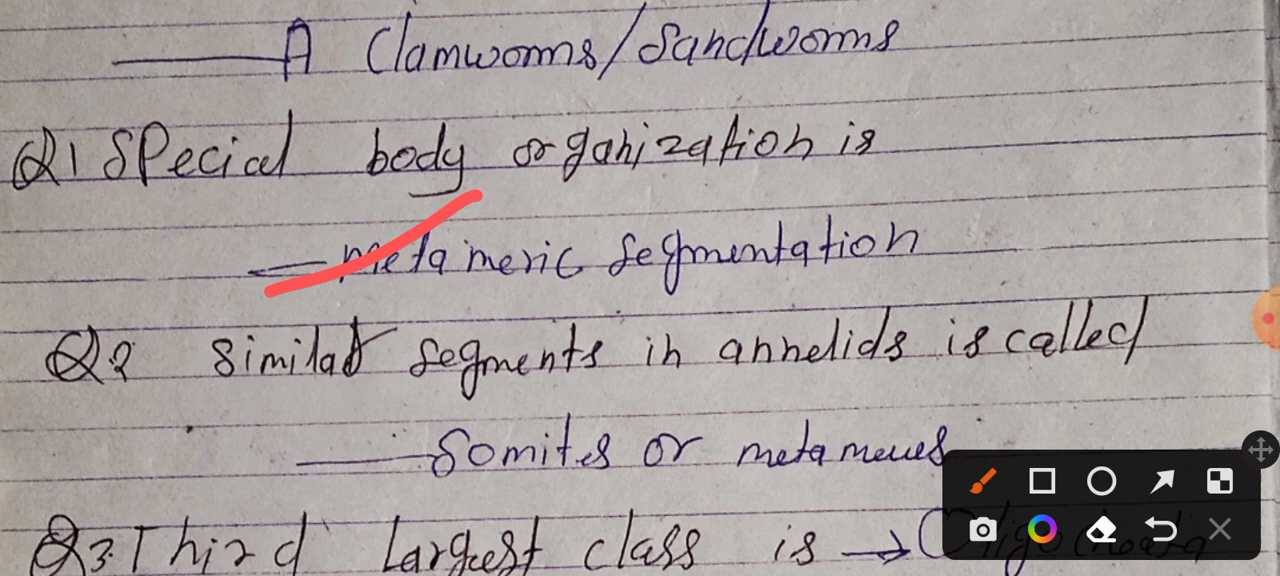 A Clamworms/Sandworms
Q1 Special body organization is
— metameric segmentation
Q2 Similar segments in annelids is called
— Somites or metameres
Q3. Third Largest class is → Oligochaeta